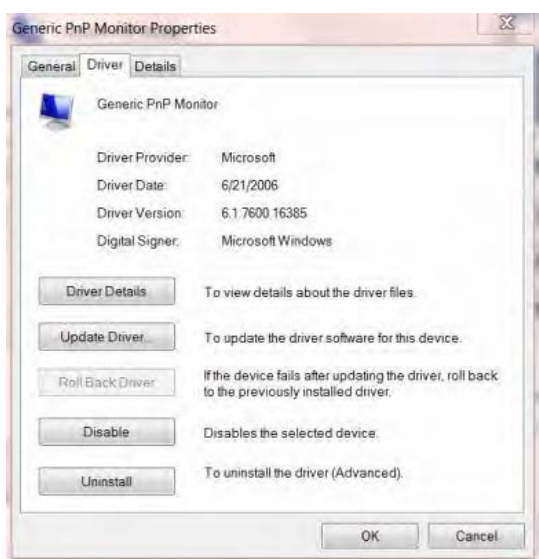 Generic PnP Monitor Properties
General Driver Details
Generic PnP Monitor
Driver Provider: Microsoft
Driver Date: 6/21/2006
Driver Version: 6.1.7600.16385
Digital Signer: Microsoft Windows
Driver Details To view details about the driver files.
Update Driver... To update the driver software for this device.
Roll Back Driver If the device fails after updating the driver, roll back
to the previously installed driver.
Disable Disables the selected device.
Uninstall To uninstall the driver (Advanced).
OK Cancel